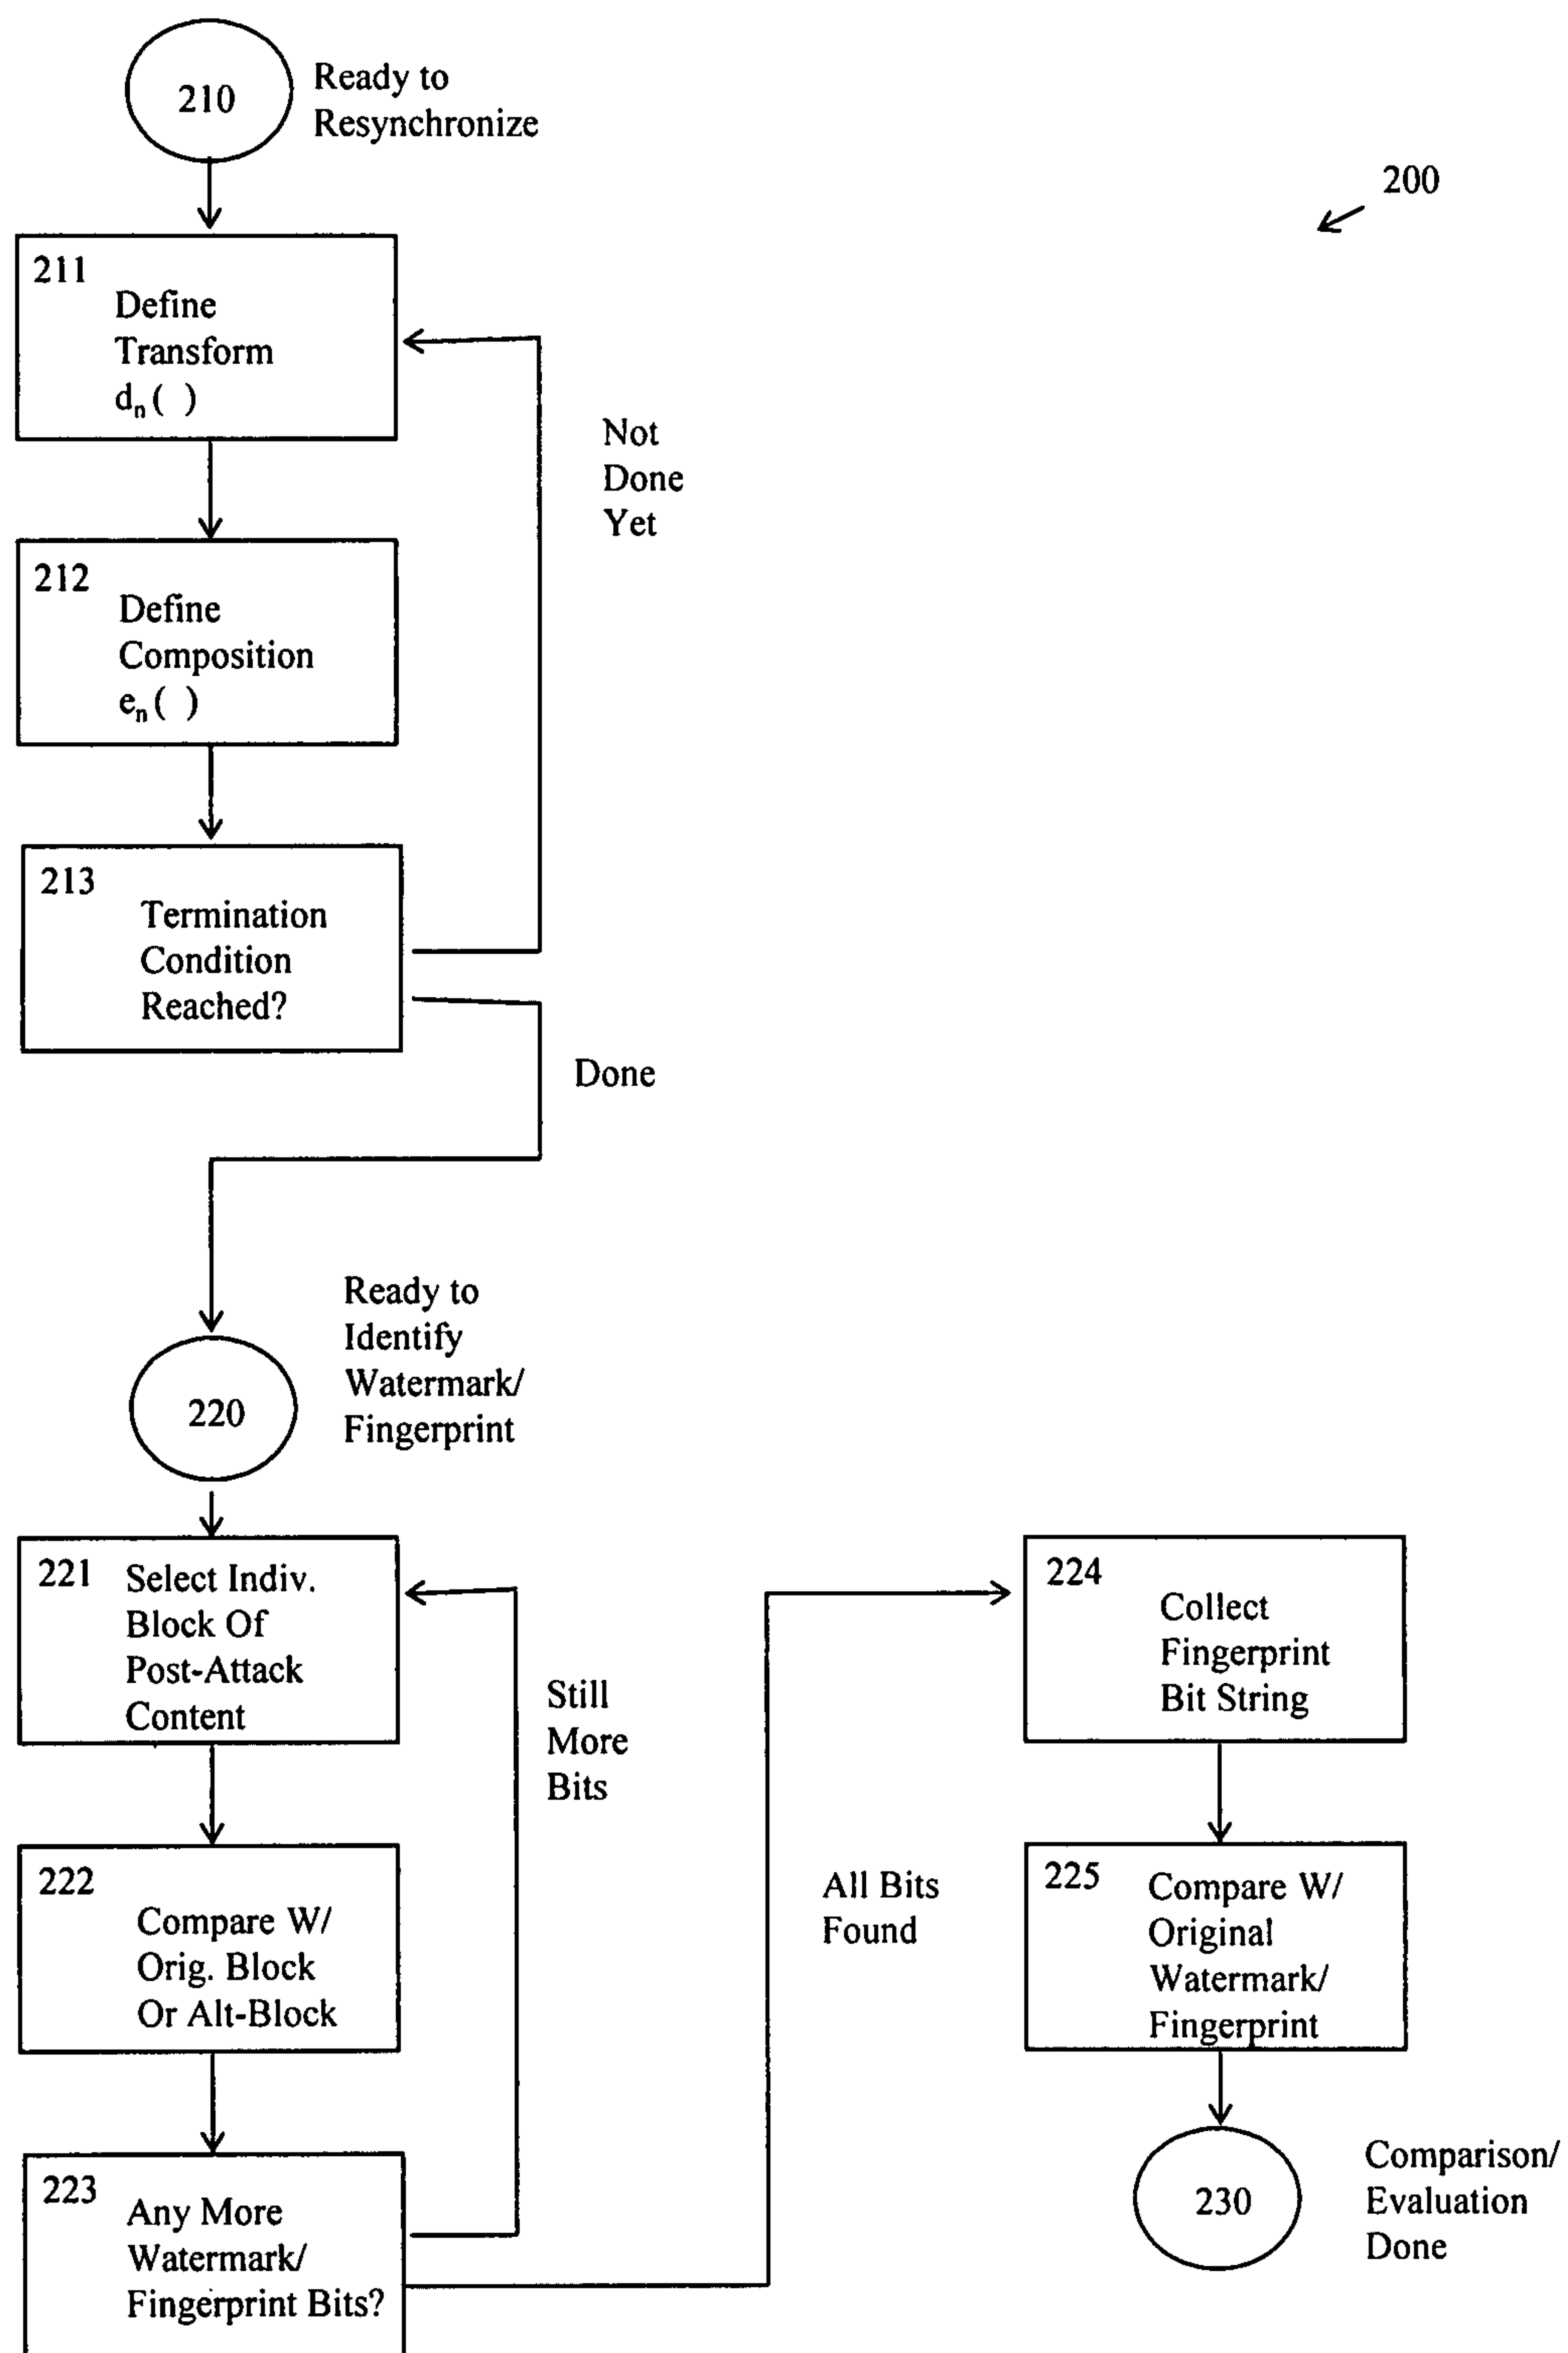 210
Ready to
Resynchronize
200
211
Define
Transform
dₙ( )
Not
Done
Yet
212
Define
Composition
eₙ( )
213
Termination
Condition
Reached?
Done
220
Ready to
Identify
Watermark/
Fingerprint
221 Select Indiv.
Block Of
Post-Attack
Content
Still
More
Bits
222
Compare W/
Orig. Block
Or Alt-Block
223
Any More
Watermark/
Fingerprint Bits?
All Bits
Found
224
Collect
Fingerprint
Bit String
225 Compare W/
Original
Watermark/
Fingerprint
230
Comparison/
Evaluation
Done